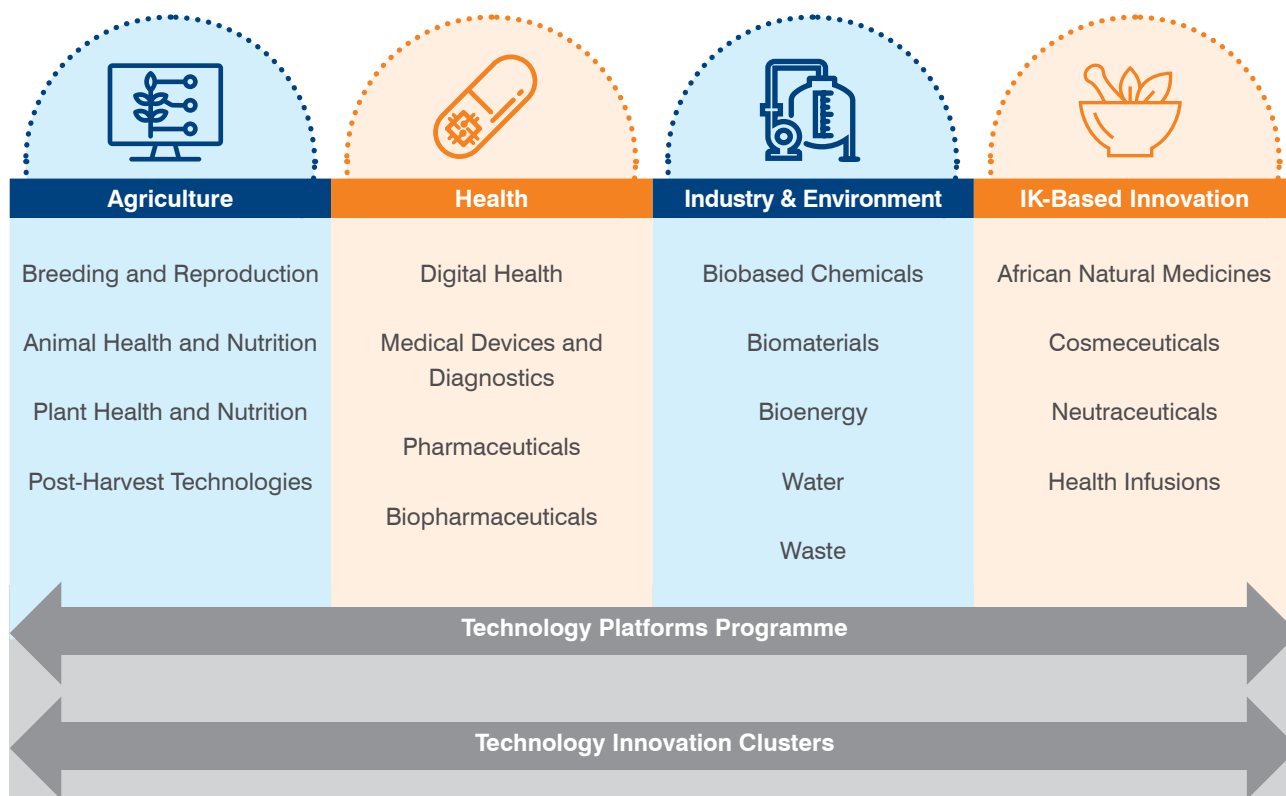 Agriculture
Breeding and Reproduction
Animal Health and Nutrition
Plant Health and Nutrition
Post-Harvest Technologies
Health
Digital Health
Medical Devices and
Diagnostics
Pharmaceuticals
Biopharmaceuticals
Industry & Environment
Biobased Chemicals
Biomaterials
Bioenergy
Water
Waste
IK-Based Innovation
African Natural Medicines
Cosmeceuticals
Neutraceuticals
Health Infusions
Technology Platforms Programme
Technology Innovation Clusters